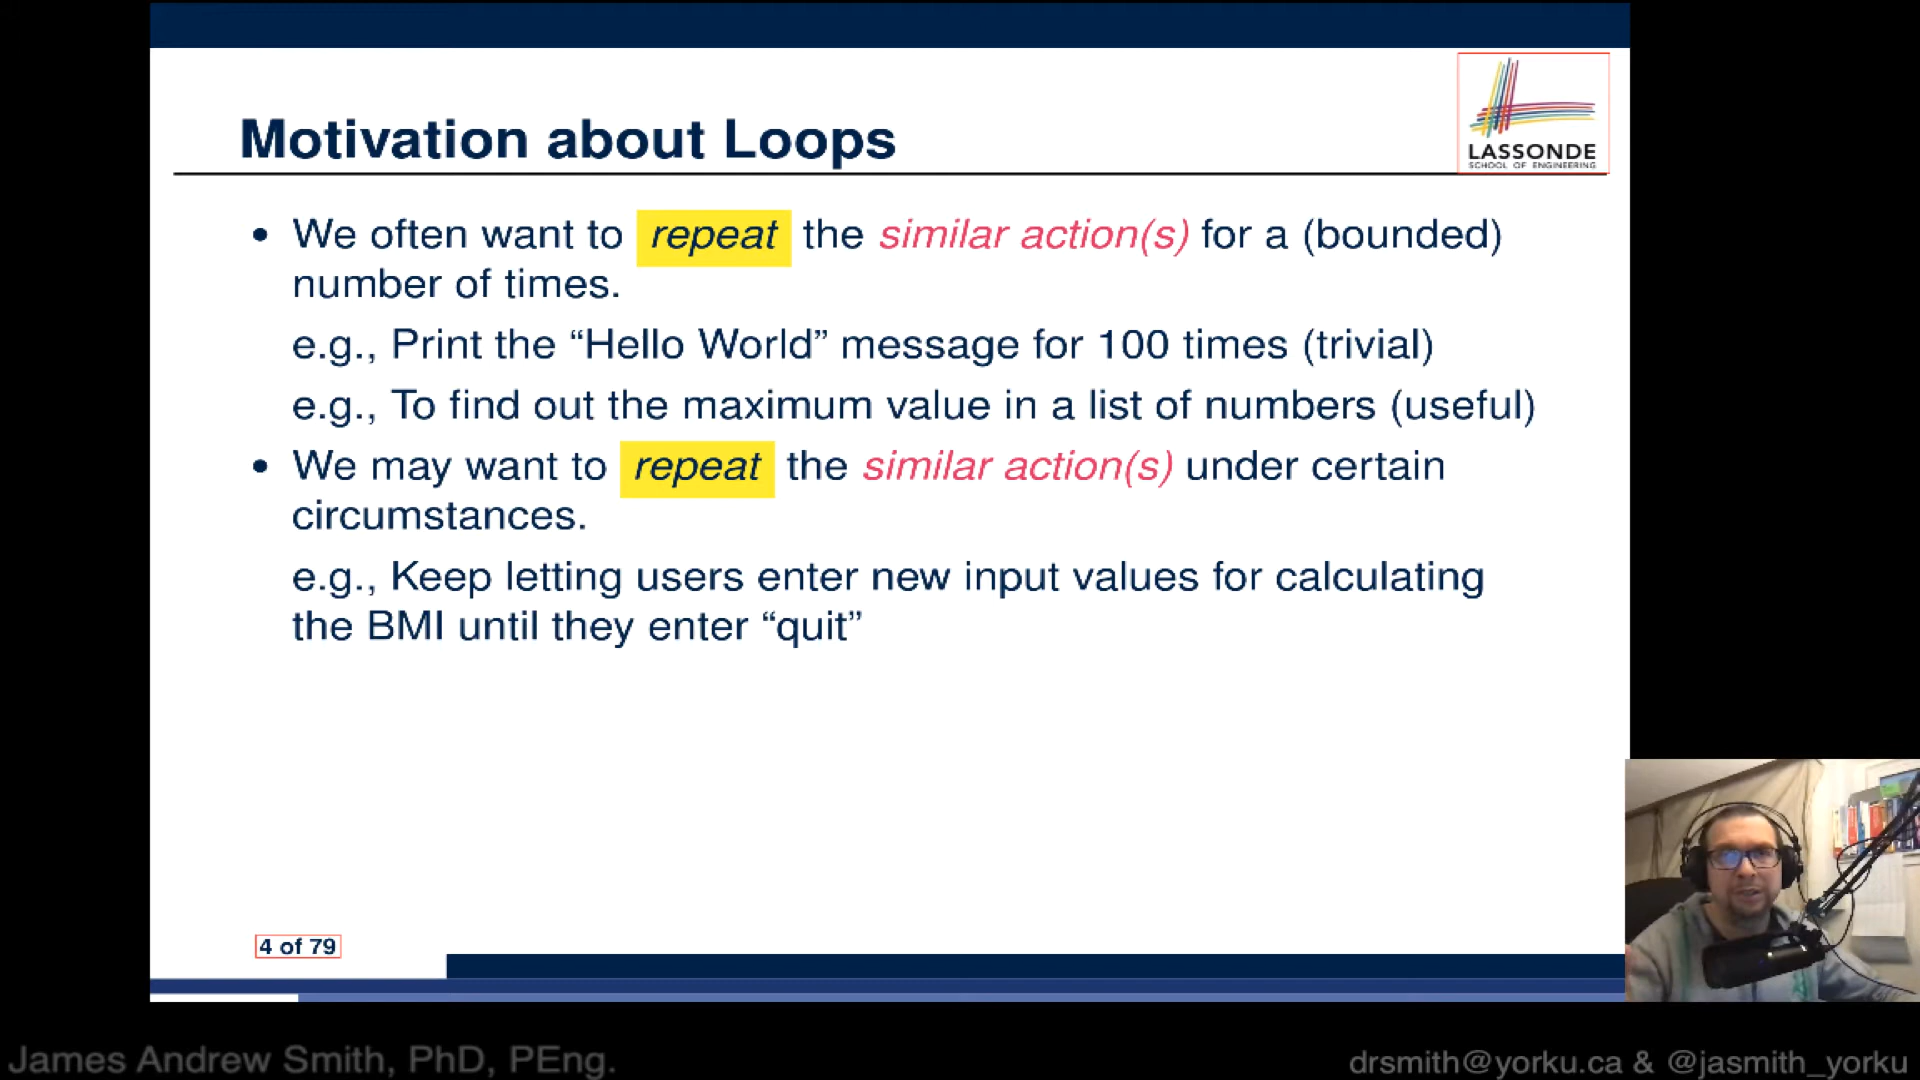 LASSONDE
SCHOOL OF ENGINEERING
Motivation about Loops
• We often want to repeat the similar action(s) for a (bounded)
number of times.
e.g., Print the “Hello World” message for 100 times (trivial)
e.g., To find out the maximum value in a list of numbers (useful)
• We may want to repeat the similar action(s) under certain
circumstances.
e.g., Keep letting users enter new input values for calculating
the BMI until they enter “quit”
4 of 79
James Andrew Smith, PhD, PEng.
drsmith@yorku.ca & @jasmith_yorku